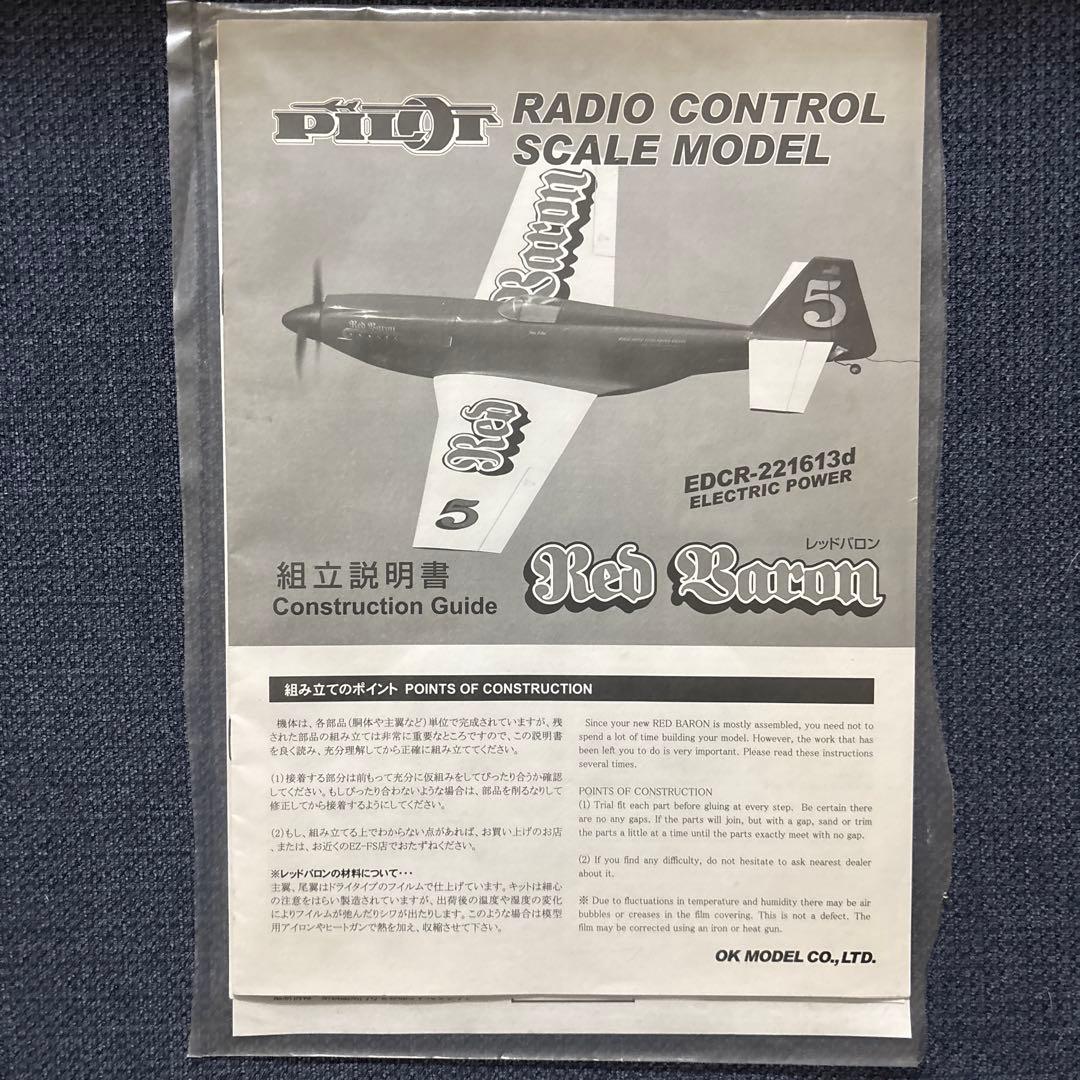 PILOT
RADIO CONTROL
SCALE MODEL
Baron
5
Red Baron
Red
5
EDCR-221613d
ELECTRIC POWER
レッドバロン
Red Baron
組立説明書
Construction Guide
組み立てのポイント POINTS OF CONSTRUCTION
機体は、各部品(胴体や主翼など)単位で完成されていますが、残
された部品の組み立ては非常に重要なところですので、この説明書
を良く読み、充分理解してから正確に組み立ててください。
(1)接着する部分は前もって充分に仮組みをしてぴったり合うか確認
してください。もしぴったり合わないような場合は、部品を削るなりして
修正してから接着するようにしてください。
(2)もし、組み立てる上でわからない点があれば、お買い上げのお店
、または、お近くのEZ-FS店でおたずねください。
※レッドバロンの材料について・・・
主翼、尾翼はドライタイプのフイルムで仕上げています。キットは細心
の注意をはらい製造されていますが、出荷後の温度や湿度の変化
によりフイルムが弛んだりシワが出たりします。このような場合は模型
用アイロンやヒートガンで熱を加え、収縮させて下さい。
Since your new RED BARON is mostly assembled, you need not to
spend a lot of time building your model. However, the work that has
been left you to do is very important. Please read these instructions
several times.
POINTS OF CONSTRUCTION
(1) Trial fit each part before gluing at every step. Be certain there
are no any gaps. If the parts will join, but with a gap, sand or trim
the parts a little at a time until the parts exactly meet with no gap.
(2) If you find any difficulty, do not hesitate to ask nearest dealer
about it.
※ Due to fluctuations in temperature and humidity there may be air
bubbles or creases in the film covering. This is not a defect. The
film may be corrected using an iron or heat gun.
OK MODEL CO.,LTD.